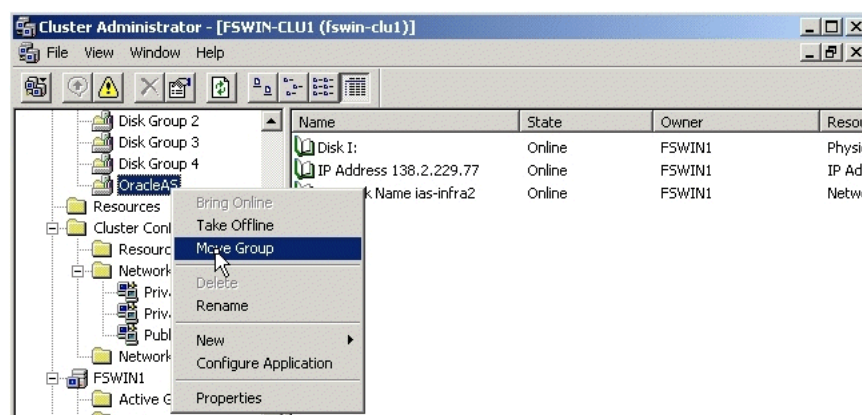 Cluster Administrator - [FSWIN-CLU1 (fswin-clu1)]
File View Window Help
Disk Group 2
Disk Group 3
Disk Group 4
OracleAS
Resources
Cluster Conf
Resourc
Network
Priv
Priv
Publ
Network
FSWIN1
Active G
Bring Online
Take Offline
Move Group
Delete
Rename
New
Configure Application
Properties
Name State Owner Resou
Disk I: Online FSWIN1 Physi
IP Address 138.2.229.77 Online FSWIN1 IP Ad
k Name ias-infra2 Online FSWIN1 Netw